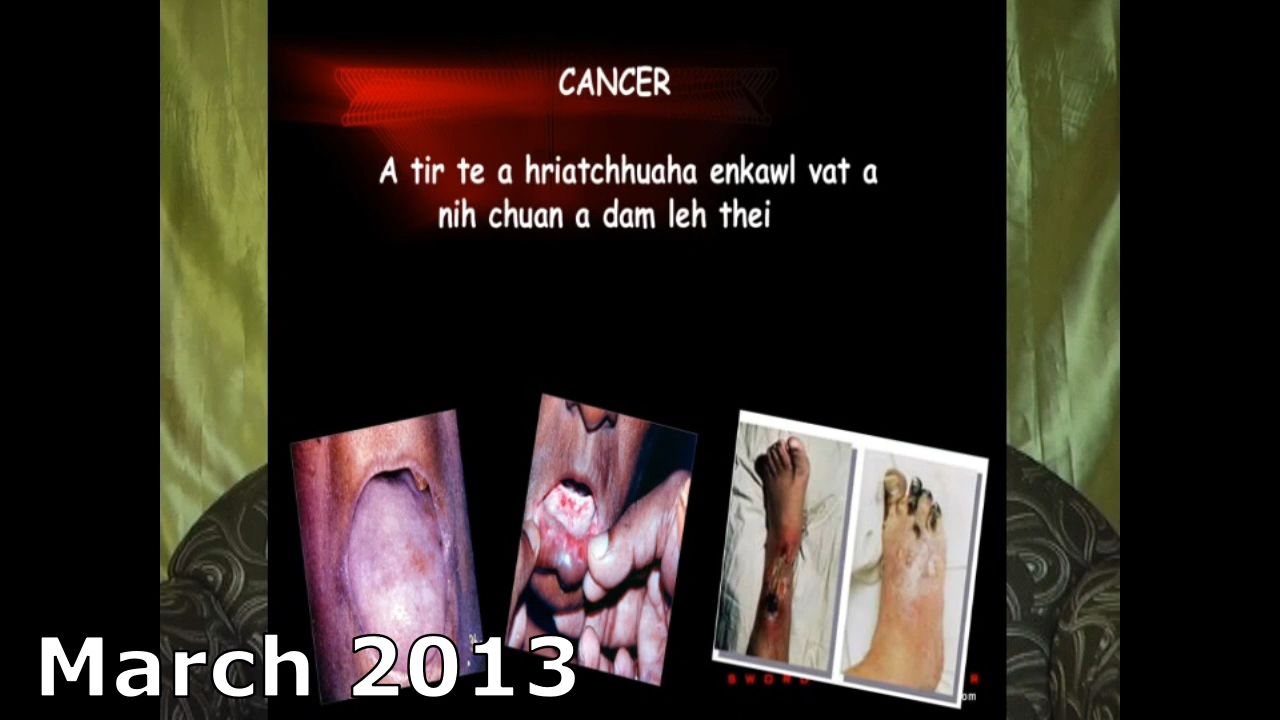 CANCER
A tir te a hriatchhuaha enkawl vat a
nih chuan a dam leh thei
March 2013